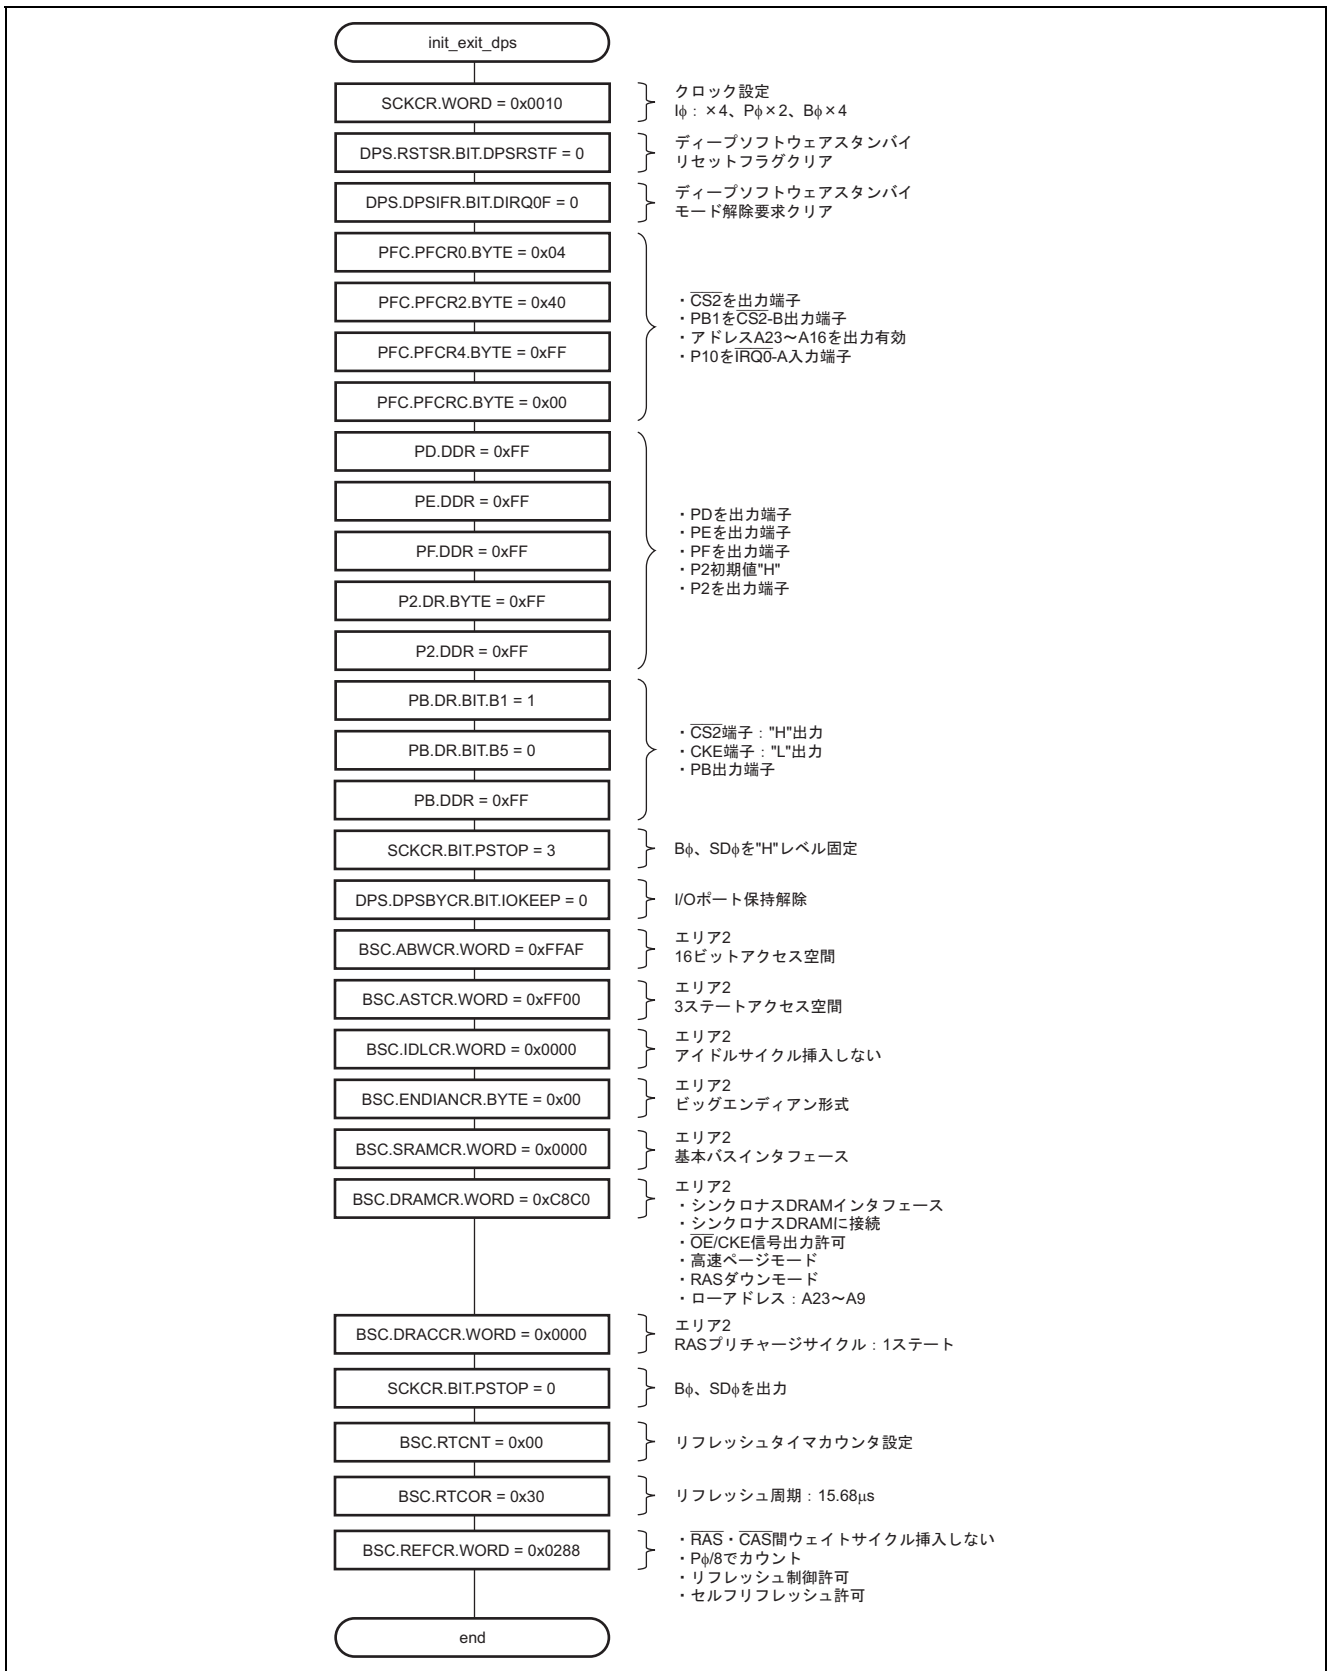 init_exit_dps
SCKCR.WORD = 0x0010
クロック設定
Iφ： ×4、Pφ×2、Bφ×4
DPS.RSTSR.BIT.DPSRSTF = 0
ディープソフトウェアスタンバイ
リセットフラグクリア
DPS.DPSIFR.BIT.DIRQ0F = 0
ディープソフトウェアスタンバイ
モード解除要求クリア
PFC.PFCR0.BYTE = 0x04
PFC.PFCR2.BYTE = 0x40
PFC.PFCR4.BYTE = 0xFF
PFC.PFCRC.BYTE = 0x00
・CS2を出力端子
・PB1をCS2-B出力端子
・アドレスA23～A16を出力有効
・P10をIRQ0-A入力端子
PD.DDR = 0xFF
PE.DDR = 0xFF
PF.DDR = 0xFF
P2.DR.BYTE = 0xFF
P2.DDR = 0xFF
・PDを出力端子
・PEを出力端子
・PFを出力端子
・P2初期値"H"
・P2を出力端子
PB.DR.BIT.B1 = 1
PB.DR.BIT.B5 = 0
PB.DDR = 0xFF
・CS2端子："H"出力
・CKE端子："L"出力
・PB出力端子
SCKCR.BIT.PSTOP = 3
Bφ、SDφを"H"レベル固定
DPS.DPSBYCR.BIT.IOKEEP = 0
I/Oポート保持解除
BSC.ABWCR.WORD = 0xFFAF
エリア2
16ビットアクセス空間
BSC.ASTCR.WORD = 0xFF00
エリア2
3ステートアクセス空間
BSC.IDLCR.WORD = 0x0000
エリア2
アイドルサイクル挿入しない
BSC.ENDIANCR.BYTE = 0x00
エリア2
ビッグエンディアン形式
BSC.SRAMCR.WORD = 0x0000
エリア2
基本バスインタフェース
BSC.DRAMCR.WORD = 0xC8C0
エリア2
・シンクロナスDRAMインタフェース
・シンクロナスDRAMに接続
・OE/CKE信号出力許可
・高速ページモード
・RASダウンモード
・ローアドレス：A23～A9
BSC.DRACCR.WORD = 0x0000
エリア2
RASプリチャージサイクル：1ステート
SCKCR.BIT.PSTOP = 0
Bφ、SDφを出力
BSC.RTCNT = 0x00
リフレッシュタイマカウンタ設定
BSC.RTCOR = 0x30
リフレッシュ周期：15.68μs
BSC.REFCR.WORD = 0x0288
・RAS・CAS間ウェイトサイクル挿入しない
・Pφ/8でカウント
・リフレッシュ制御許可
・セルフリフレッシュ許可
end